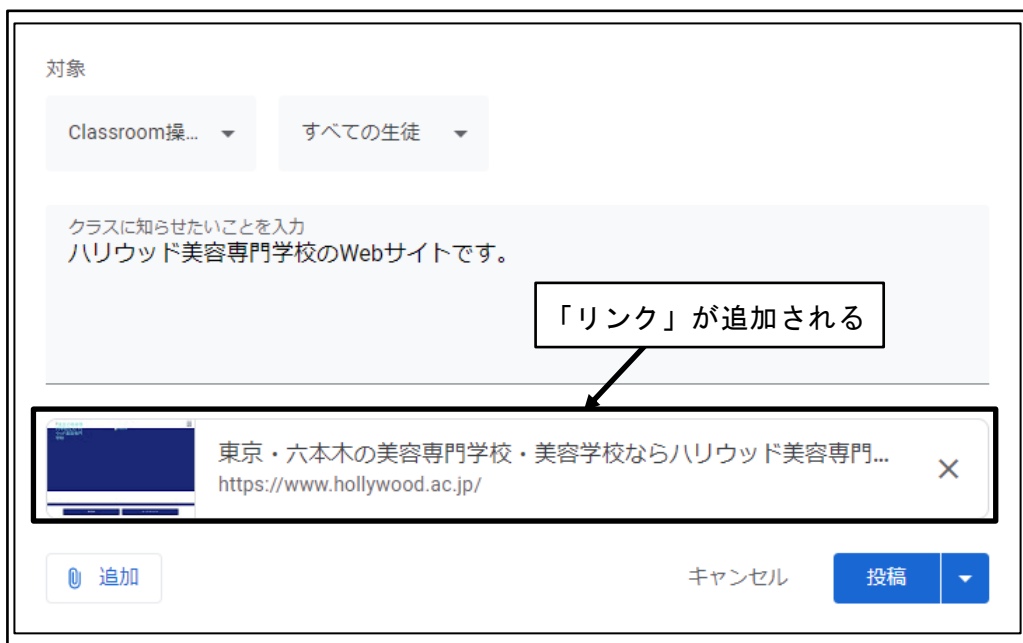 対象
Classroom操... すべての生徒
クラスに知らせたいことを入力
ハリウッド美容専門学校のWebサイトです。
「リンク」が追加される
東京・六本木の美容専門学校・美容学校ならハリウッド美容専門...
https://www.hollywood.ac.jp/
追加 キャンセル 投稿